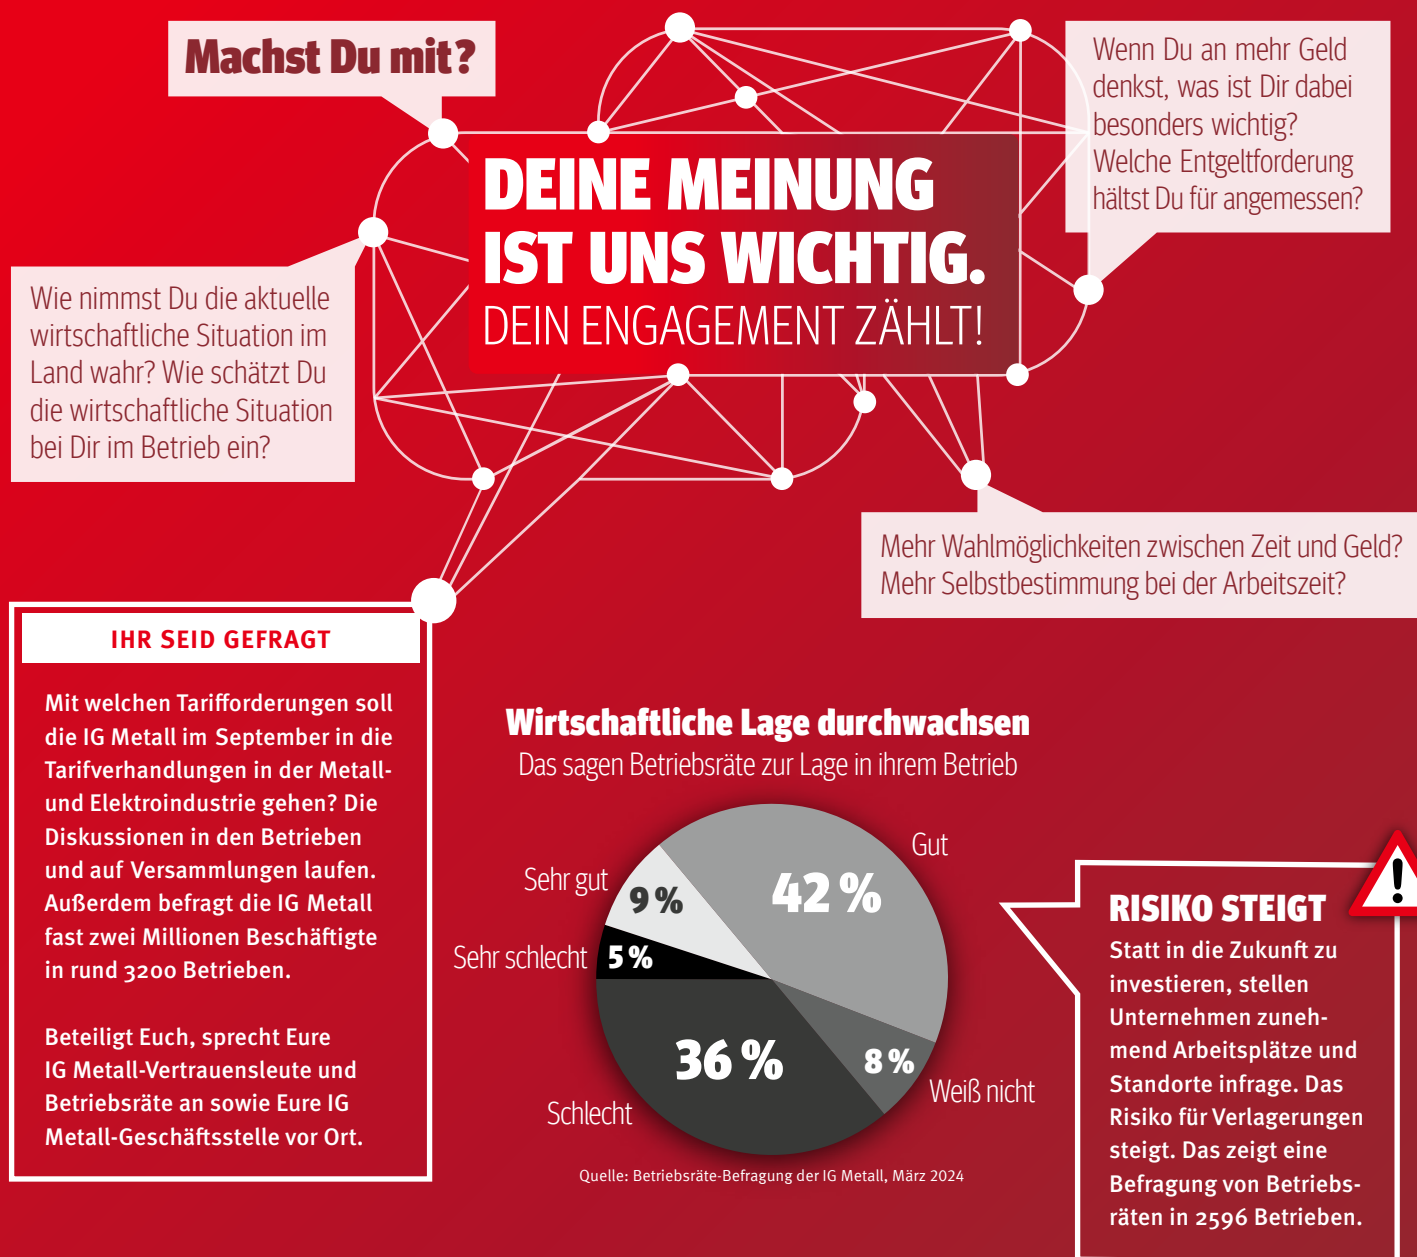 Machst Du mit?
Wenn Du an mehr Geld
denkst, was ist Dir dabei
besonders wichtig?
Welche Entgeltforderung
hältst Du für angemessen?
DEINE MEINUNG
IST UNS WICHTIG.
DEIN ENGAGEMENT ZÄHLT!
Wie nimmst Du die aktuelle
wirtschaftliche Situation im
Land wahr? Wie schätzt Du
die wirtschaftliche Situation
bei Dir im Betrieb ein?
Mehr Wahlmöglichkeiten zwischen Zeit und Geld?
Mehr Selbstbestimmung bei der Arbeitszeit?
IHR SEID GEFRAGT
Mit welchen Tarifforderungen soll
die IG Metall im September in die
Tarifverhandlungen in der Metall-
und Elektroindustrie gehen? Die
Diskussionen in den Betrieben
und auf Versammlungen laufen.
Außerdem befragt die IG Metall
fast zwei Millionen Beschäftigte
in rund 3200 Betrieben.
Beteiligt Euch, sprecht Eure
IG Metall-Vertrauensleute und
Betriebsräte an sowie Eure IG
Metall-Geschäftsstelle vor Ort.
Wirtschaftliche Lage durchwachsen
Das sagen Betriebsräte zur Lage in ihrem Betrieb
Gut
42 %
Sehr gut
9 %
Sehr schlecht
5 %
36 %
Schlecht
8 %
Weiß nicht
Quelle: Betriebsräte-Befragung der IG Metall, März 2024
!
RISIKO STEIGT
Statt in die Zukunft zu
investieren, stellen
Unternehmen zuneh-
mend Arbeitsplätze und
Standorte infrage. Das
Risiko für Verlagerungen
steigt. Das zeigt eine
Befragung von Betriebs-
räten in 2596 Betrieben.